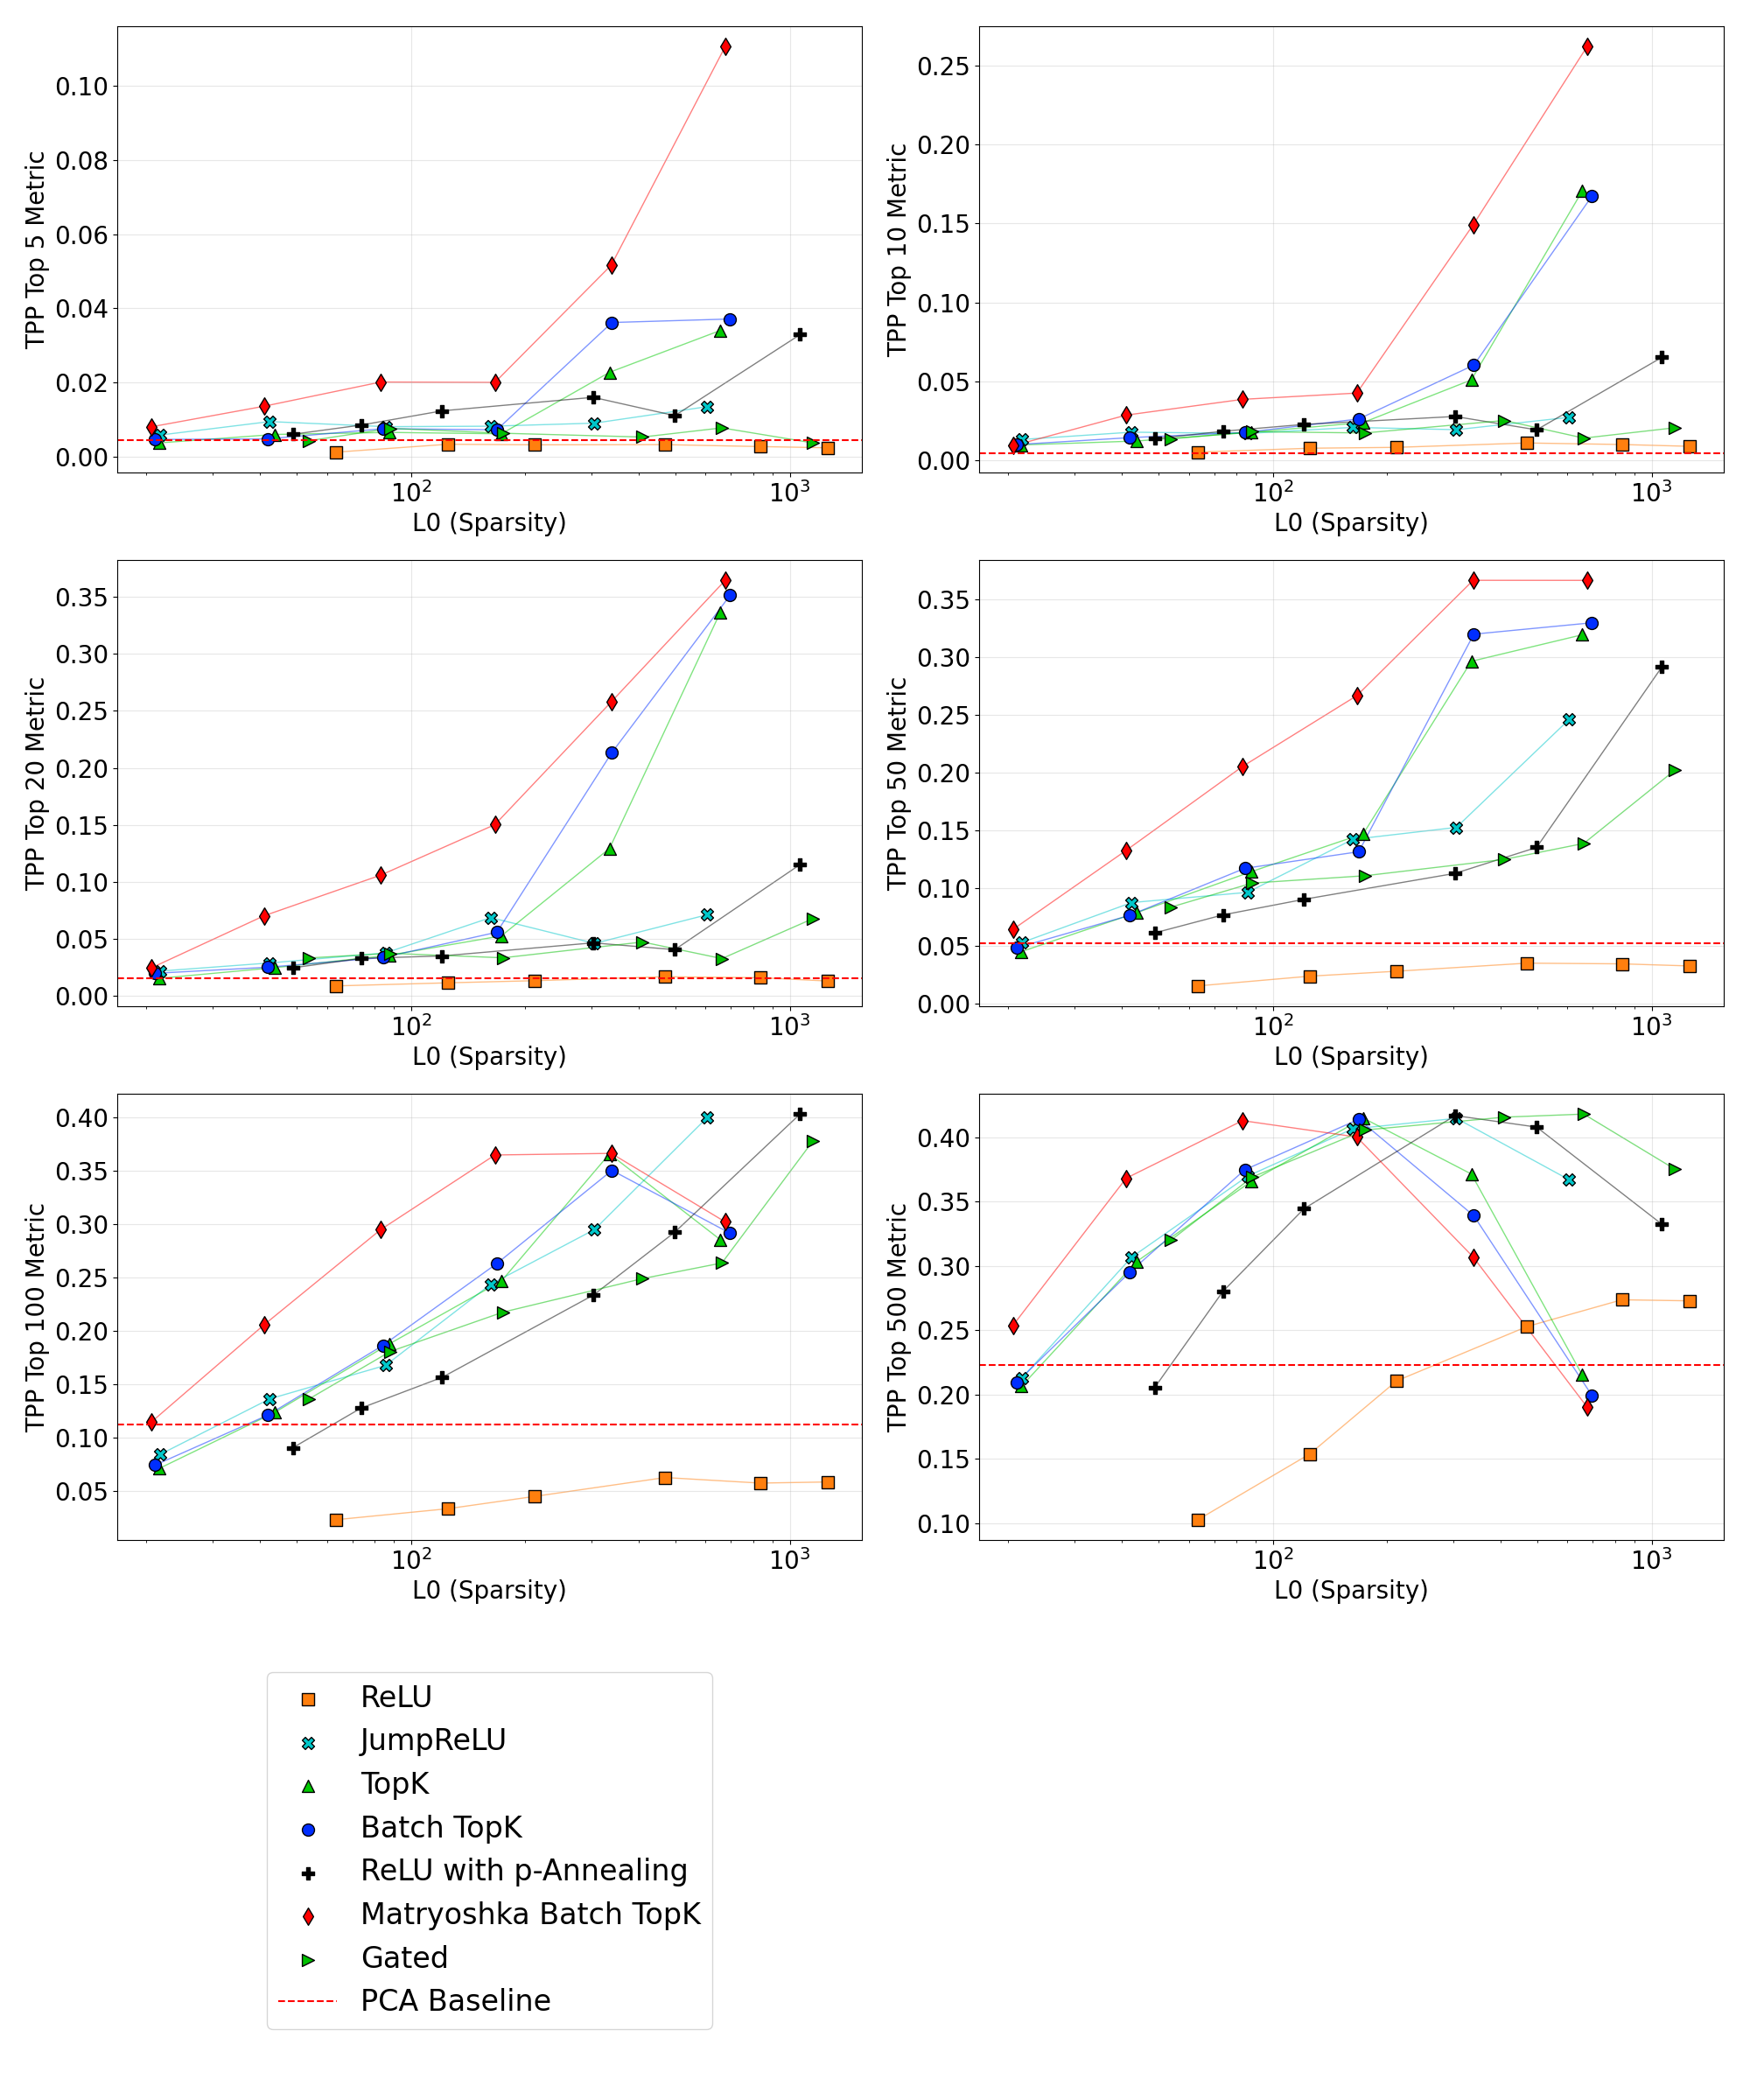 TPP Top 5 Metric
0.10
0.08
0.06
0.04
0.02
0.00
10²
10³
L0 (Sparsity)
TPP Top 10 Metric
0.25
0.20
0.15
0.10
0.05
0.00
10²
10³
L0 (Sparsity)
TPP Top 20 Metric
0.35
0.30
0.25
0.20
0.15
0.10
0.05
0.00
10²
10³
L0 (Sparsity)
TPP Top 50 Metric
0.35
0.30
0.25
0.20
0.15
0.10
0.05
0.00
10²
10³
L0 (Sparsity)
TPP Top 100 Metric
0.40
0.35
0.30
0.25
0.20
0.15
0.10
0.05
10²
10³
L0 (Sparsity)
TPP Top 500 Metric
0.40
0.35
0.30
0.25
0.20
0.15
0.10
10²
10³
L0 (Sparsity)
ReLU
JumpReLU
TopK
Batch TopK
ReLU with p-Annealing
Matryoshka Batch TopK
Gated
PCA Baseline